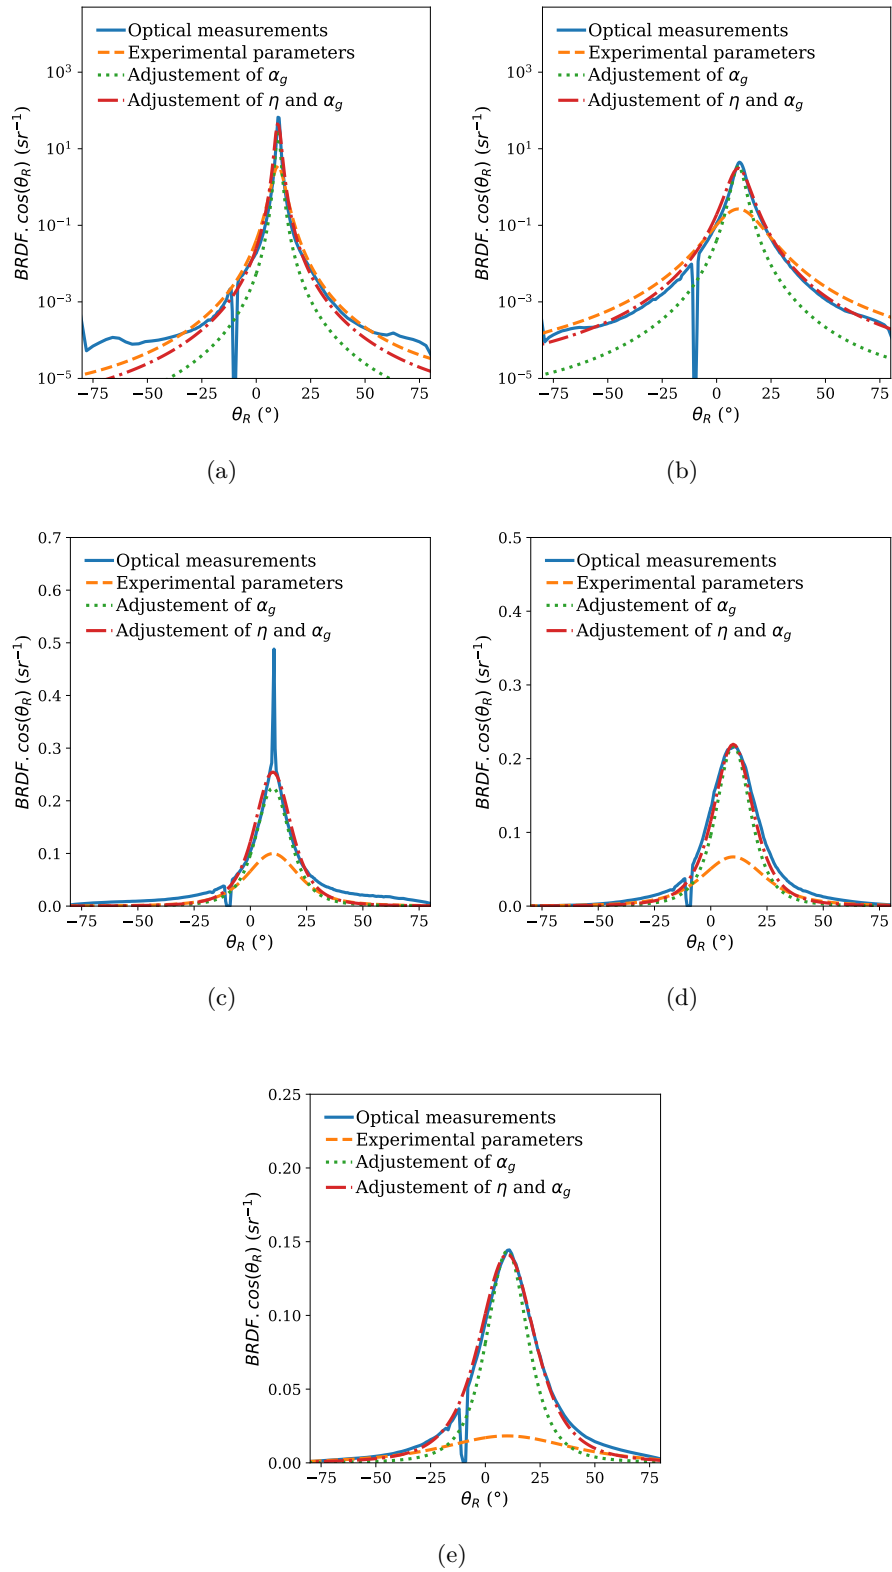 Optical measurements
Experimental parameters
Adjustement of αg
Adjustement of η and αg
10³
10¹
10⁻¹
10⁻³
10⁻⁵
BRDF. cos(θR) (sr⁻¹)
−75 −50 −25 0 25 50 75
θR (°)
(a)
Optical measurements
Experimental parameters
Adjustement of αg
Adjustement of η and αg
10³
10¹
10⁻¹
10⁻³
10⁻⁵
BRDF. cos(θR) (sr⁻¹)
−75 −50 −25 0 25 50 75
θR (°)
(b)
Optical measurements
Experimental parameters
Adjustement of αg
Adjustement of η and αg
0.7
0.6
0.5
0.4
0.3
0.2
0.1
0.0
BRDF. cos(θR) (sr⁻¹)
−75 −50 −25 0 25 50 75
θR (°)
(c)
Optical measurements
Experimental parameters
Adjustement of αg
Adjustement of η and αg
0.5
0.4
0.3
0.2
0.1
0.0
BRDF. cos(θR) (sr⁻¹)
−75 −50 −25 0 25 50 75
θR (°)
(d)
Optical measurements
Experimental parameters
Adjustement of αg
Adjustement of η and αg
0.25
0.20
0.15
0.10
0.05
0.00
BRDF. cos(θR) (sr⁻¹)
−75 −50 −25 0 25 50 75
θR (°)
(e)